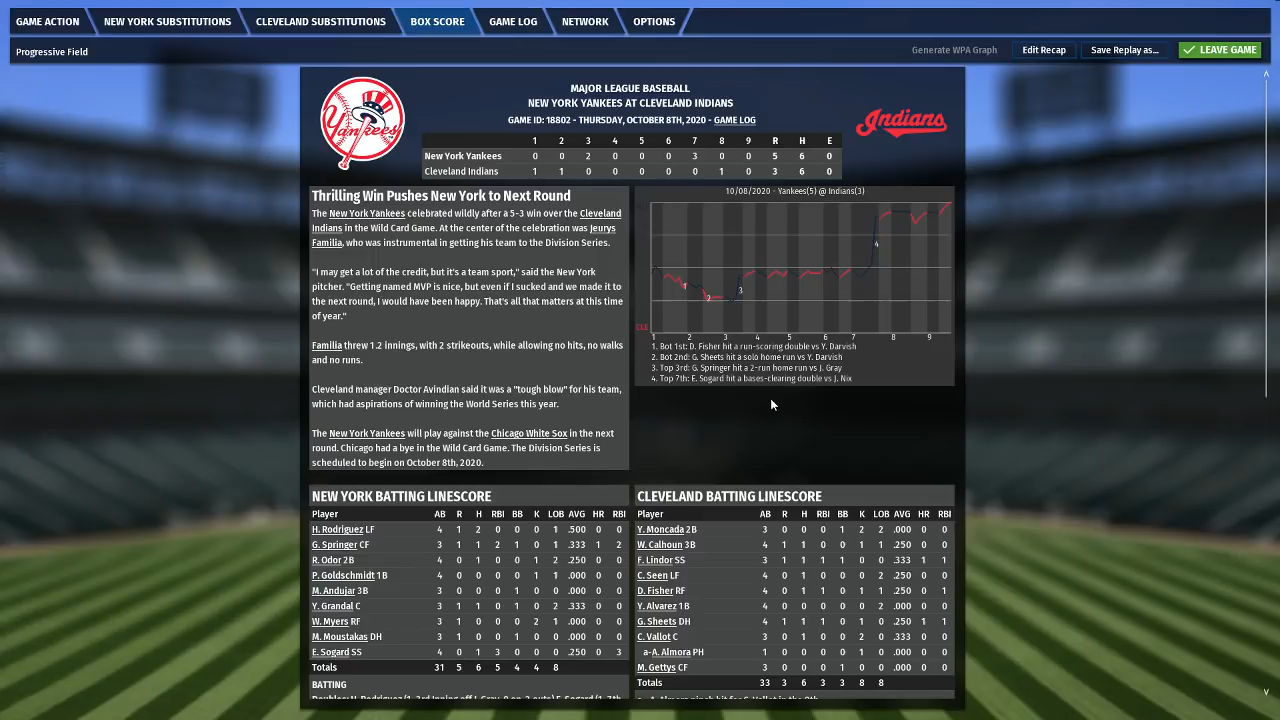 GAME ACTION NEW YORK SUBSTITUTIONS CLEVELAND SUBSTITUTIONS BOX SCORE GAME LOG NETWORK OPTIONS
Progressive Field Generate WPA Graph Edit Recap Save Replay as... LEAVE GAME
Yankees
Indians
MAJOR LEAGUE BASEBALL
NEW YORK YANKEES AT CLEVELAND INDIANS
GAME ID: 18802 - THURSDAY, OCTOBER 8TH, 2020 - GAME LOG
1 2 3 4 5 6 7 8 9 R H E
New York Yankees 0 0 2 0 0 0 3 0 0 5 6 0
Cleveland Indians 1 1 0 0 0 0 0 1 0 3 6 0
Thrilling Win Pushes New York to Next Round
The New York Yankees celebrated wildly after a 5-3 win over the Cleveland
Indians in the Wild Card Game. At the center of the celebration was Jeurys
Familia, who was instrumental in getting his team to the Division Series.
"I may get a lot of the credit, but it's a team sport," said the New York
pitcher. "Getting named MVP is nice, but even if I sucked and we made it to
the next round, I would have been happy. That's all that matters at this time
of year."
Familia threw 1.2 innings, with 2 strikeouts, while allowing no hits, no walks
and no runs.
Cleveland manager Doctor Avindian said it was a "tough blow" for his team,
which had aspirations of winning the World Series this year.
The New York Yankees will play against the Chicago White Sox in the next
round. Chicago had a bye in the Wild Card Game. The Division Series is
scheduled to begin on October 8th, 2020.
10/08/2020 - Yankees(5) @ Indians(3)
1 2 3 4
CLE
1 2 3 4 5 6 7 8 9
1. Bot 1st: D. Fisher hit a run-scoring double vs Y. Darvish
2. Bot 2nd: G. Sheets hit a solo home run vs Y. Darvish
3. Top 3rd: G. Springer hit a 2-run home run vs J. Gray
4. Top 7th: E. Sogard hit a bases-clearing double vs J. Nix
NEW YORK BATTING LINESCORE
Player AB R H RBI BB K LOB AVG HR RBI
H. Rodriguez LF 4 1 2 0 0 0 1 .500 0 0
G. Springer CF 3 1 1 2 1 0 1 .333 1 2
R. Odor 2B 4 0 1 0 0 1 2 .250 0 0
P. Goldschmidt 1B 4 0 0 0 0 1 1 .000 0 0
M. Andujar 3B 3 0 0 0 1 0 0 .000 0 0
Y. Grandal C 3 1 1 0 1 0 2 .333 0 0
W. Myers RF 3 1 0 0 0 2 1 .000 0 0
M. Moustakas DH 3 1 0 0 1 0 0 .000 0 0
E. Sogard SS 4 0 1 3 0 0 0 .250 0 3
Totals 31 5 6 5 4 4 8
BATTING
CLEVELAND BATTING LINESCORE
Player AB R H RBI BB K LOB AVG HR RBI
Y. Moncada 2B 3 0 0 0 1 2 2 .000 0 0
W. Calhoun 3B 4 1 1 0 0 1 1 .250 0 0
F. Lindor SS 3 1 1 1 1 0 0 .333 1 1
C. Seen LF 4 0 1 0 0 0 2 .250 0 0
D. Fisher RF 4 0 1 1 0 1 1 .250 0 1
Y. Alvarez 1B 4 0 0 0 0 0 2 .000 0 0
G. Sheets DH 4 1 1 1 0 1 0 .250 1 1
C. Vallot C 3 0 1 0 0 2 0 .333 0 0
a-A. Almora PH 1 0 0 0 0 1 0 .000 0 0
M. Gettys CF 3 0 0 0 1 0 0 .000 0 0
Totals 33 3 6 3 3 8 8